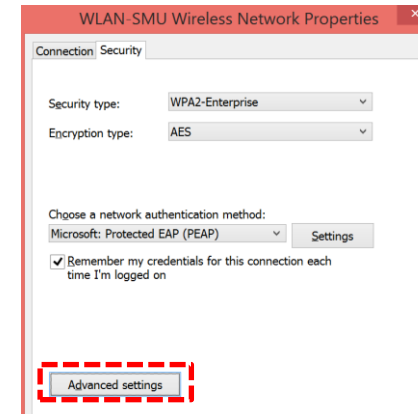 WLAN-SMU Wireless Network Properties
Connection Security
Security type: WPA2-Enterprise
Encryption type: AES
Choose a network authentication method:
Microsoft: Protected EAP (PEAP) Settings
Remember my credentials for this connection each
time I'm logged on
Advanced settings